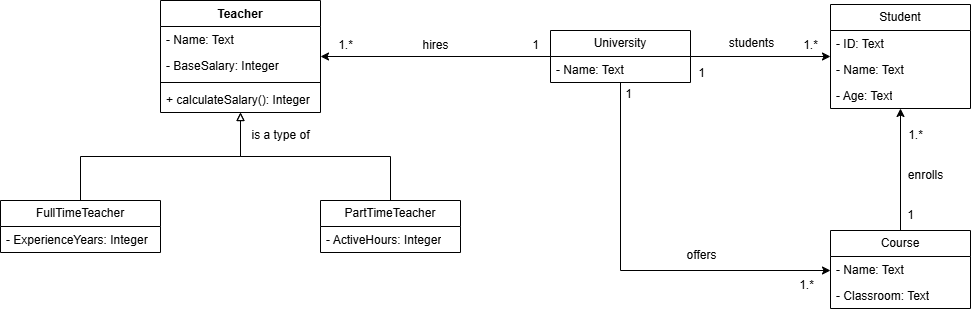 Teacher
- Name: Text
- BaseSalary: Integer
+ calculateSalary(): Integer
1.*
hires
1
University
- Name: Text
students
1
1.*
1
Student
- ID: Text
- Name: Text
- Age: Text
is a type of
FullTimeTeacher
- ExperienceYears: Integer
PartTimeTeacher
- ActiveHours: Integer
1.*
enrolls
1
offers
1.*
Course
- Name: Text
- Classroom: Text